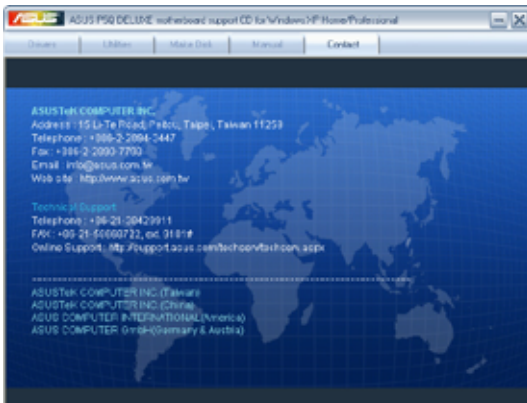 ASUS P5Q DELUXE motherboard support CD for Windows XP Home/Professional
Drivers Utilities Make Disk Manual Contact
ASUSTeK COMPUTER INC.
Address : 15 Li-Te Road, Peitou, Taipei, Taiwan 11259
Telephone : +886-2-2894-3447
Fax : +886-2-2890-7798
Email : info@asus.com.tw
Web site : http://www.asus.com.tw
Technical Support
Telephone : +86-21-38429911
FAX : +86-21-58668722, ext. 9101#
Online Support : http://support.asus.com/techserv/techserv.aspx
ASUSTeK COMPUTER INC.(Taiwan)
ASUSTeK COMPUTER INC.(China)
ASUS COMPUTER INTERNATIONAL(America)
ASUS COMPUTER GmbH(Germany & Austria)